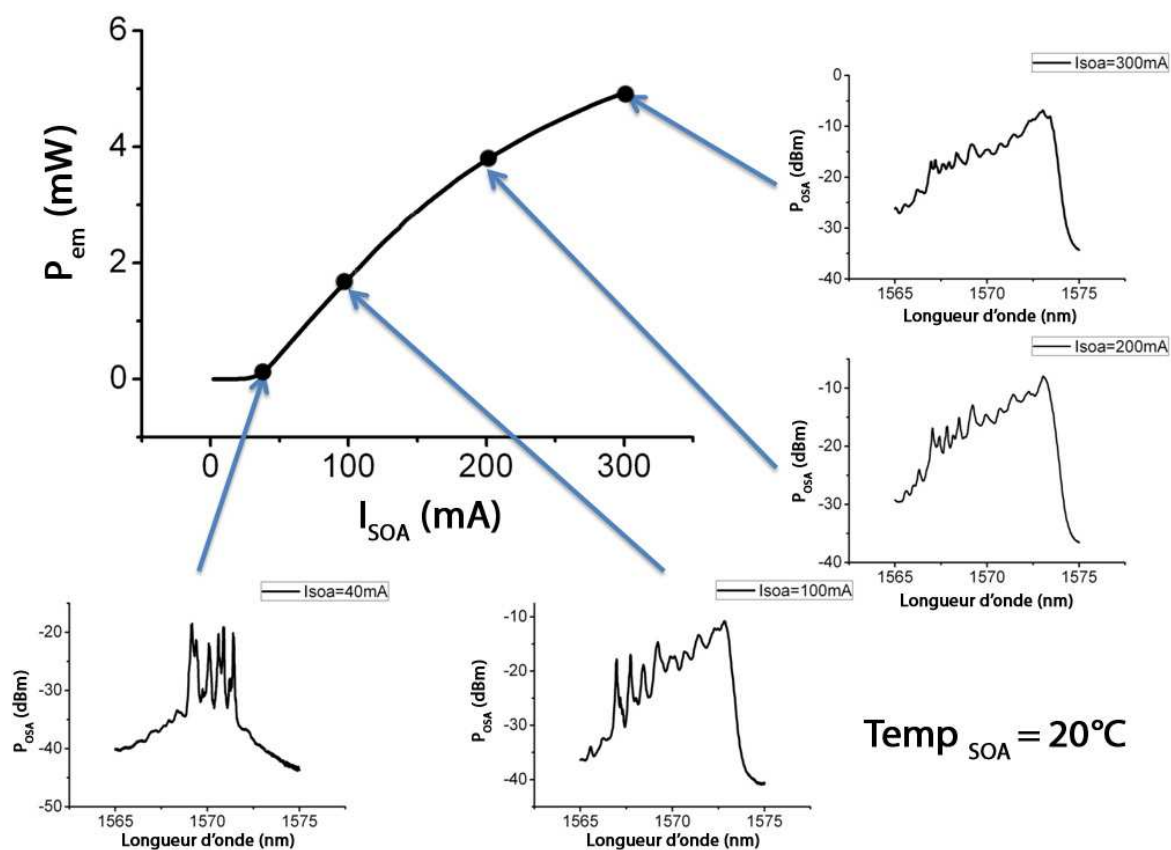 6
4
2
0
P_em (mW)
0 100 200 300
I_SOA (mA)
Isoa=300mA
0
-10
-20
-30
-40
P_OSA (dBm)
1565 1570 1575
Longueur d'onde (nm)
Isoa=200mA
-10
-20
-30
-40
P_OSA (dBm)
1565 1570 1575
Longueur d'onde (nm)
Isoa=40mA
-20
-30
-40
-50
P_OSA (dBm)
1565 1570 1575
Longueur d'onde (nm)
Isoa=100mA
-10
-20
-30
-40
P_OSA (dBm)
1565 1570 1575
Longueur d'onde (nm)
Temp SOA = 20°C